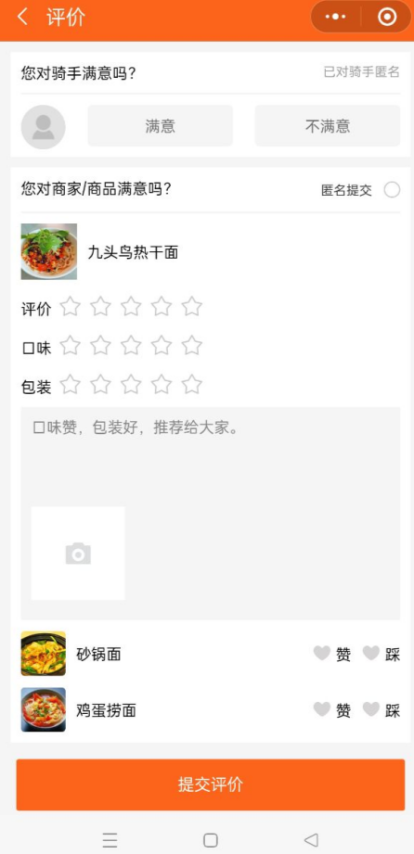 评价
您对骑手满意吗?
已对骑手匿名
满意
不满意
您对商家/商品满意吗?
匿名提交
九头鸟热干面
评价
口味
包装
口味赞，包装好，推荐给大家。
砂锅面
赞 踩
鸡蛋捞面
赞 踩
提交评价